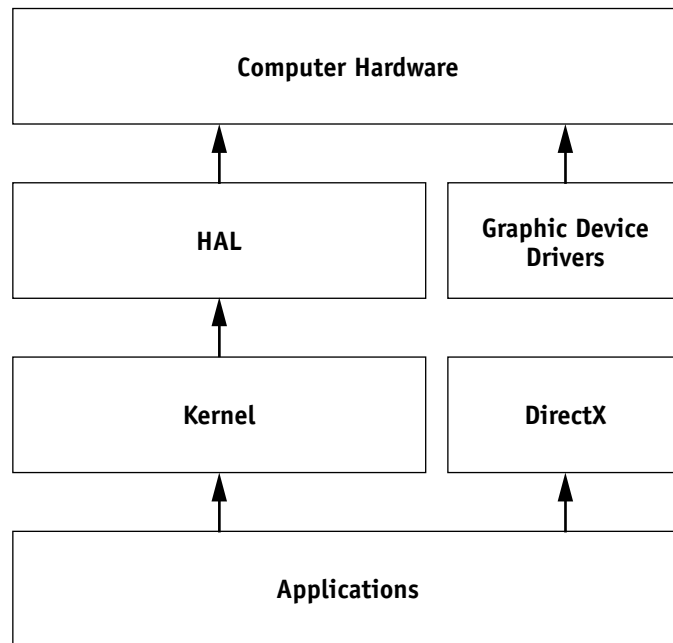 Computer Hardware
HAL
Graphic Device
Drivers
Kernel
DirectX
Applications